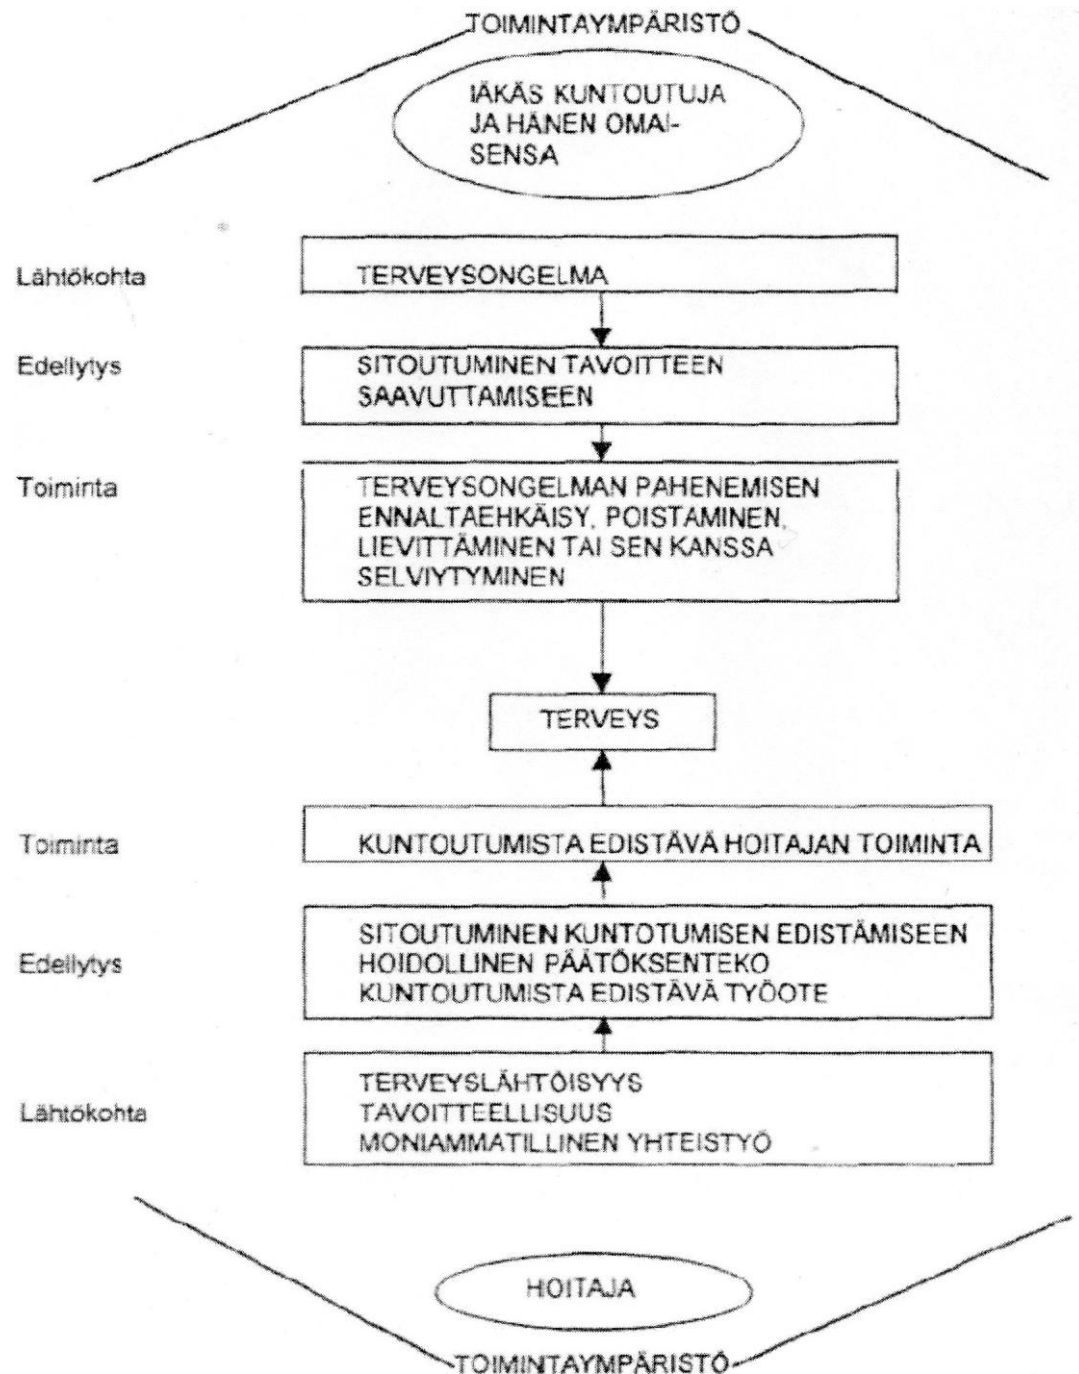 TOIMINTAYMPÄRISTÖ
IÄKÄS KUNTOUTUJA
JA HÄNEN OMAI-
SENSA
Lähtökohta
TERVEYSONGELMA
Edellytys
SITOUTUMINEN TAVOITTEEN
SAAVUTTAMISEEN
Toiminta
TERVEYSONGELMAN PAHENEMISEN
ENNALTAEHKÄISY, POISTAMINEN,
LIEVITTÄMINEN TAI SEN KANSSA
SELVIYTYMINEN
TERVEYS
Toiminta
KUNTOUTUMISTA EDISTÄVÄ HOITAJAN TOIMINTA
Edellytys
SITOUTUMINEN KUNTOTUMISEN EDISTÄMISEEN
HOIDOLLINEN PÄÄTÖKSENTEKO
KUNTOUTUMISTA EDISTÄVÄ TYÖOTE
Lähtökohta
TERVEYSLÄHTÖISYYS
TAVOITTEELLISUUS
MONIAMMATILLINEN YHTEISTYÖ
HOITAJA
TOIMINTAYMPÄRISTÖ